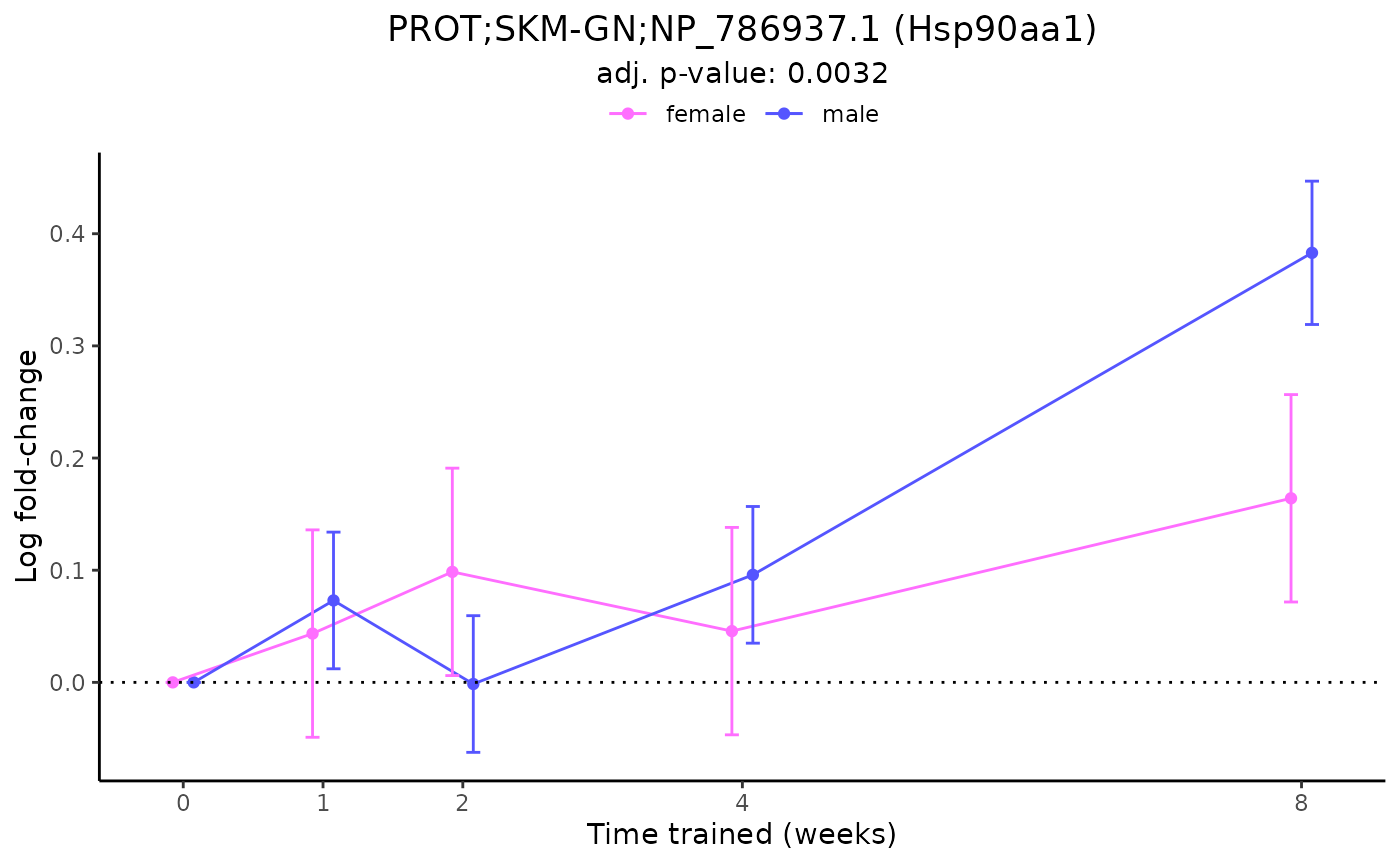 PROT;SKM-GN;NP_786937.1 (Hsp90aa1)
adj. p-value: 0.0032
female male
Log fold-change
0.4
0.3
0.2
0.1
0.0
0 1 2 4 8
Time trained (weeks)